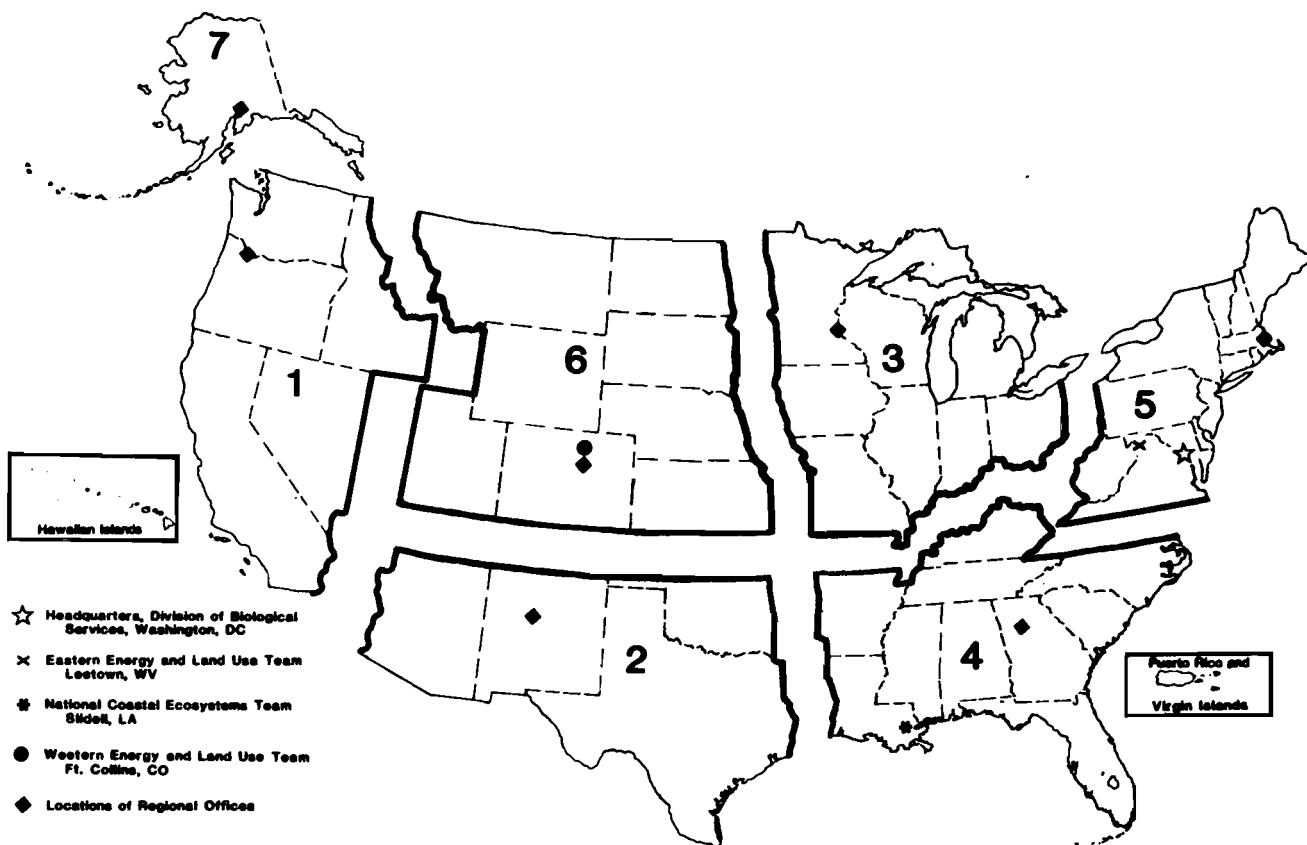 7
1
6
3
5
2
4
Hawaiian Islands
Puerto Rico and
Virgin Islands
Headquarters, Division of Biological
Services, Washington, DC
Eastern Energy and Land Use Team
Leetown, WV
National Coastal Ecosystems Team
Slidell, LA
Western Energy and Land Use Team
Ft. Collins, CO
Locations of Regional Offices